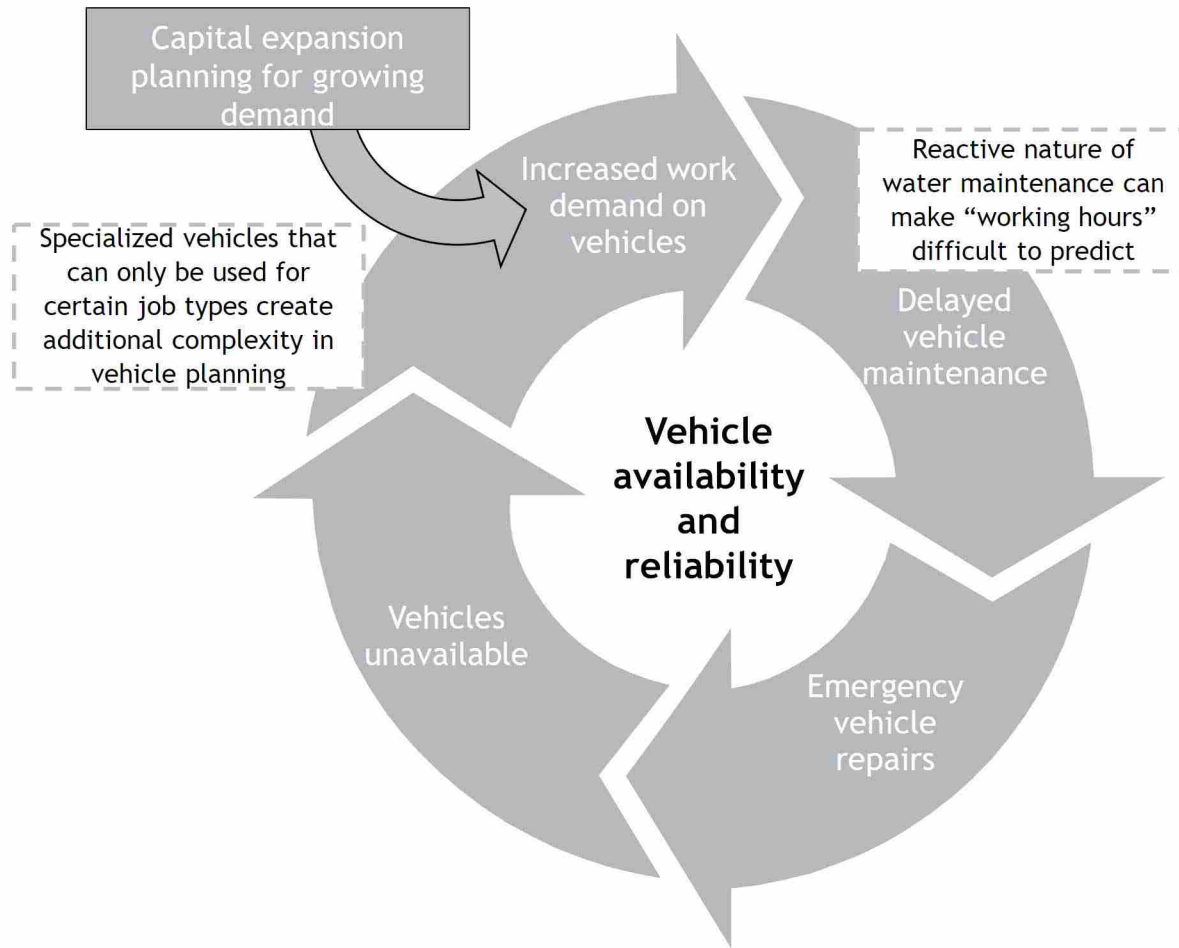 Capital expansion
planning for growing
demand
Increased work
demand on
vehicles
Reactive nature of
water maintenance can
make “working hours”
difficult to predict
Specialized vehicles that
can only be used for
certain job types create
additional complexity in
vehicle planning
Delayed
vehicle
maintenance
Vehicle
availability
and
reliability
Vehicles
unavailable
Emergency
vehicle
repairs